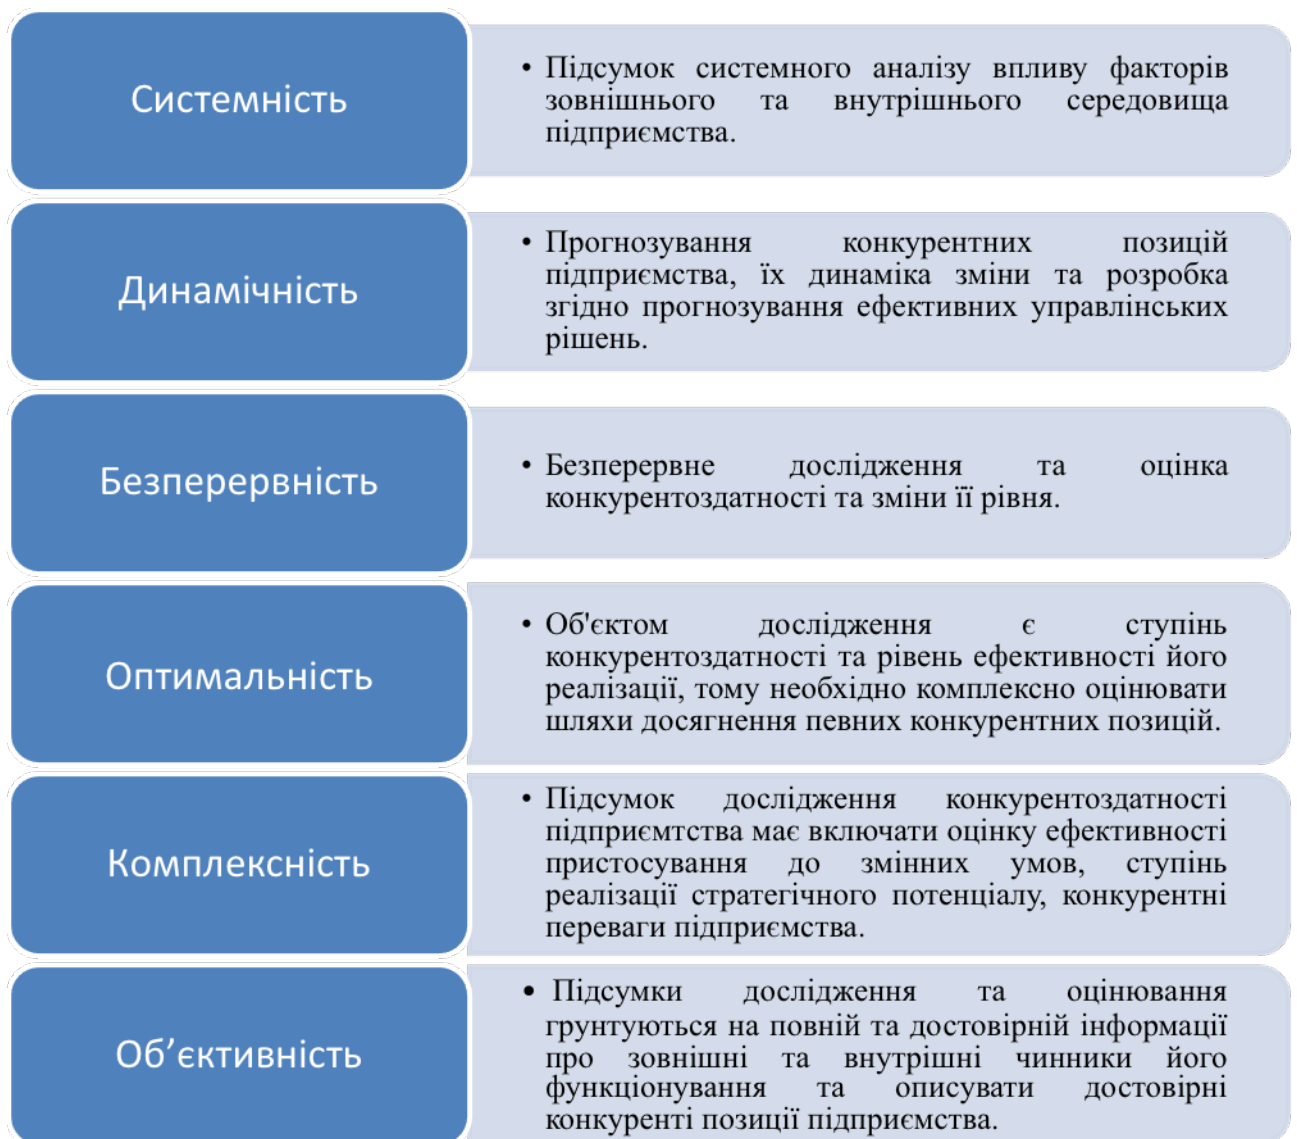 Системність
• Підсумок системного аналізу впливу факторів
зовнішнього та внутрішнього середовища
підприємства.
Динамічність
• Прогнозування конкурентних позицій
підприємства, їх динаміка зміни та розробка
згідно прогнозування ефективних управлінських
рішень.
Безперервність
• Безперервне дослідження та оцінка
конкурентоздатності та зміни її рівня.
Оптимальність
• Об'єктом дослідження є ступінь
конкурентоздатності та рівень ефективності його
реалізації, тому необхідно комплексно оцінювати
шляхи досягнення певних конкурентних позицій.
Комплексність
• Підсумок дослідження конкурентоздатності
підприємтства має включати оцінку ефективності
пристосування до змінних умов, ступінь
реалізації стратегічного потенціалу, конкурентні
переваги підприємства.
Об’єктивність
• Підсумки дослідження та оцінювання
грунтуються на повній та достовірній інформації
про зовнішні та внутрішні чинники його
функціонування та описувати достовірні
конкуренті позиції підприємства.